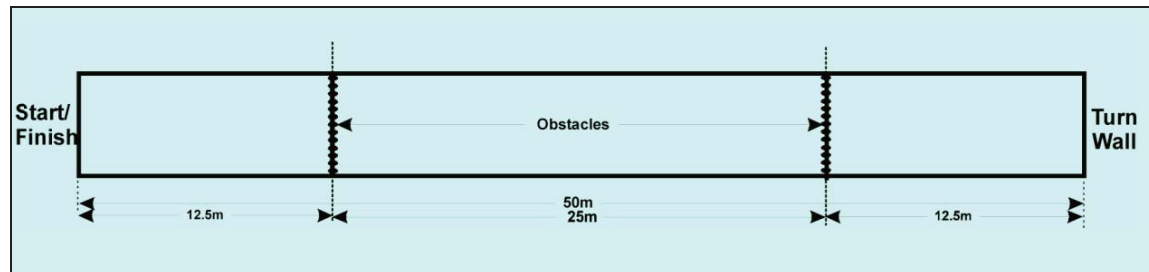 Start/
Finish
Obstacles
Turn
Wall
50m
12.5m
25m
12.5m